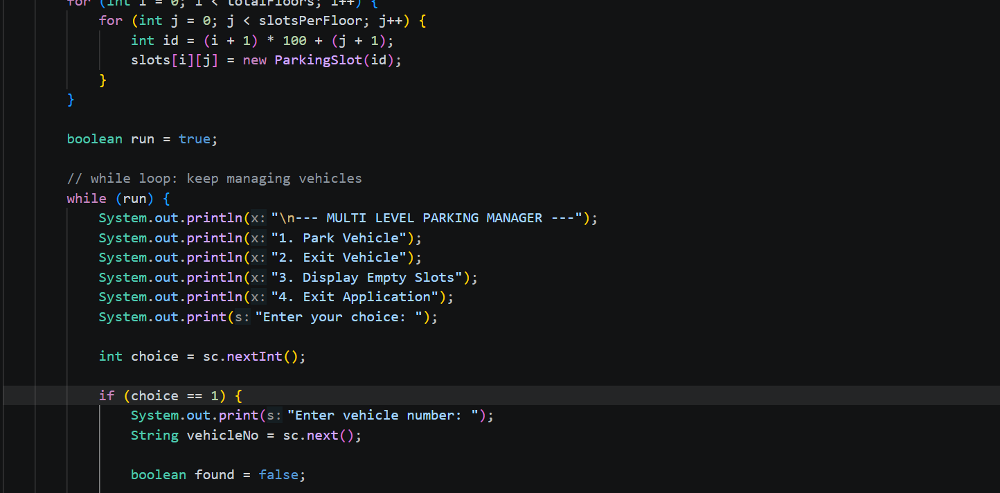 for (int i = 0; i < totalFloors; i++) {
for (int j = 0; j < slotsPerFloor; j++) {
int id = (i + 1) * 100 + (j + 1);
slots[i][j] = new ParkingSlot(id);
}
}
boolean run = true;
// while loop: keep managing vehicles
while (run) {
System.out.println(x: "\n--- MULTI LEVEL PARKING MANAGER ---");
System.out.println(x: "1. Park Vehicle");
System.out.println(x: "2. Exit Vehicle");
System.out.println(x: "3. Display Empty Slots");
System.out.println(x: "4. Exit Application");
System.out.print(s: "Enter your choice: ");
int choice = sc.nextInt();
if (choice == 1) {
System.out.print(s: "Enter vehicle number: ");
String vehicleNo = sc.next();
boolean found = false;